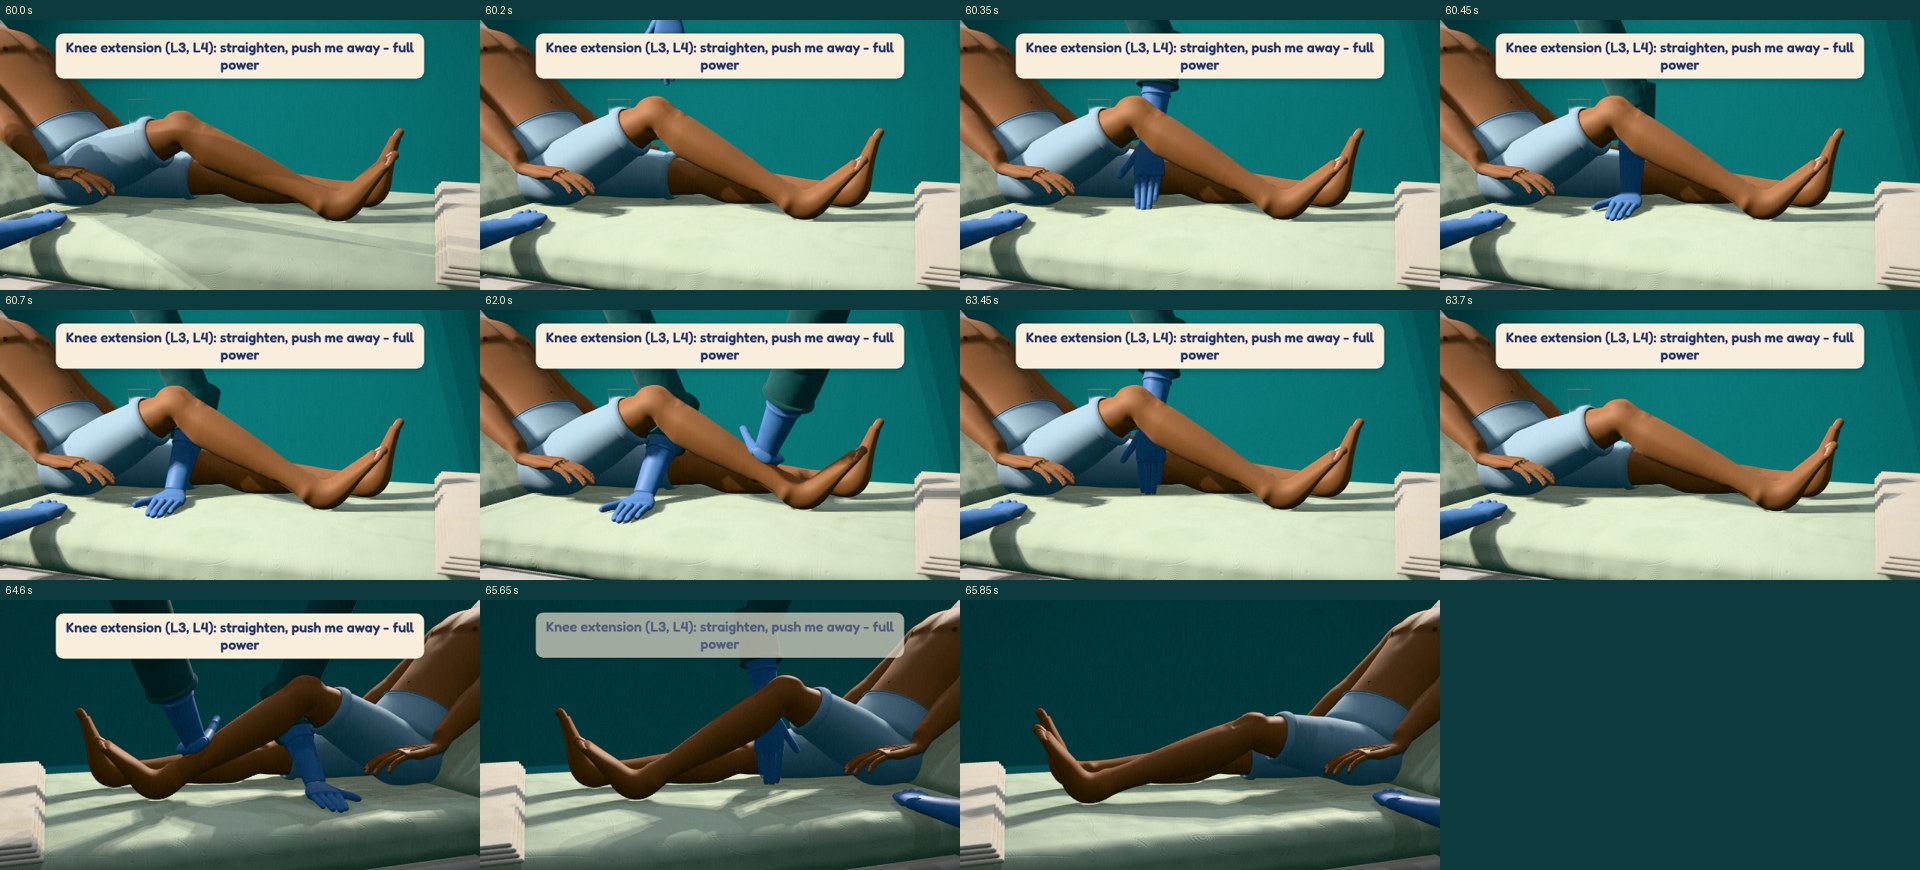 60.0 s
60.2 s
60.35 s
60.45 s
Knee extension (L3, L4): straighten, push me away - full
power
Knee extension (L3, L4): straighten, push me away - full
power
Knee extension (L3, L4): straighten, push me away - full
power
Knee extension (L3, L4): straighten, push me away - full
power
60.7 s
62.0 s
63.45 s
63.7 s
Knee extension (L3, L4): straighten, push me away - full
power
Knee extension (L3, L4): straighten, push me away - full
power
Knee extension (L3, L4): straighten, push me away - full
power
Knee extension (L3, L4): straighten, push me away - full
power
64.6 s
65.65 s
65.85 s
Knee extension (L3, L4): straighten, push me away - full
power
Knee extension (L3, L4): straighten, push me away - full
power